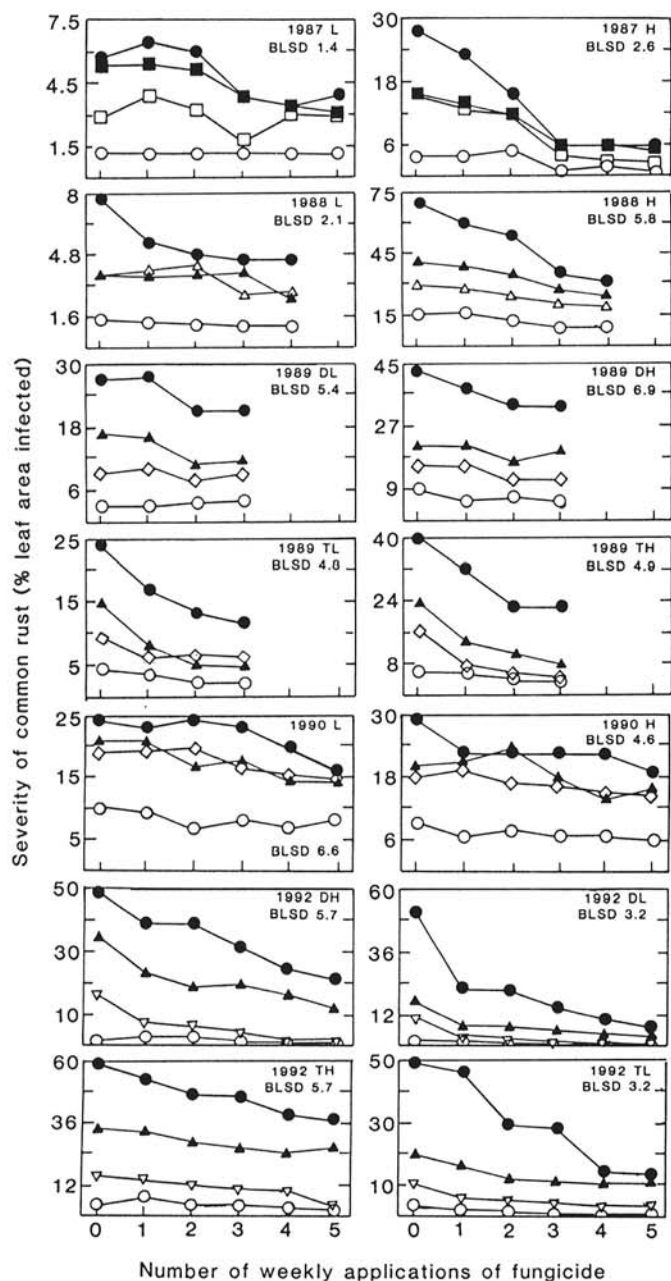 Severity of common rust (% leaf area infected)
7.5
4.5
1.5
1987 L
BLSD 1.4
30
18
6
1987 H
BLSD 2.6
8
4.8
1.6
1988 L
BLSD 2.1
75
45
15
1988 H
BLSD 5.8
30
18
6
1989 DL
BLSD 5.4
45
27
9
1989 DH
BLSD 6.9
25
15
5
1989 TL
BLSD 4.8
40
24
8
1989 TH
BLSD 4.9
25
15
5
1990 L
BLSD 6.6
30
18
6
1990 H
BLSD 4.6
50
30
10
1992 DH
BLSD 5.7
60
36
12
1992 DL
BLSD 3.2
60
36
12
1992 TH
BLSD 5.7
50
30
10
1992 TL
BLSD 3.2
0 1 2 3 4 5
0 1 2 3 4 5
Number of weekly applications of fungicide